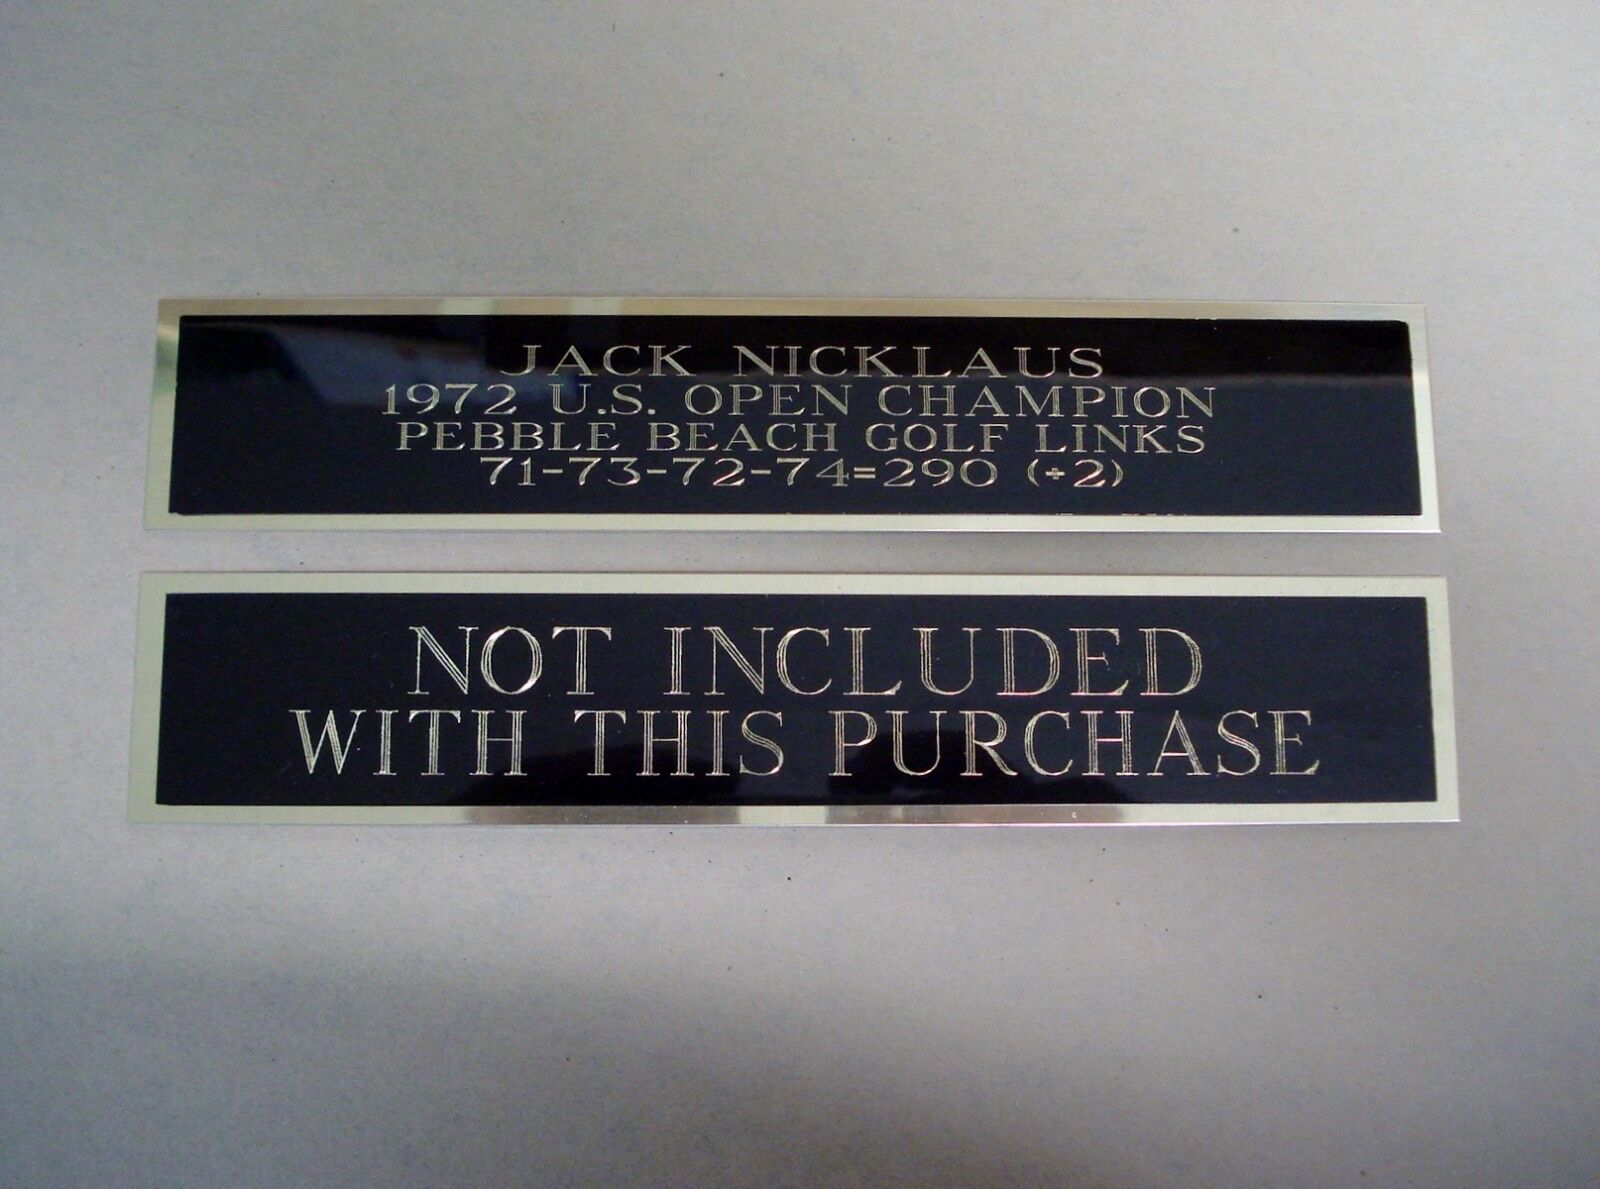 JACK NICKLAUS
1972 U.S. OPEN CHAMPION
PEBBLE BEACH GOLF LINKS
71-73-72-74=290 (+2)
NOT INCLUDED
WITH THIS PURCHASE